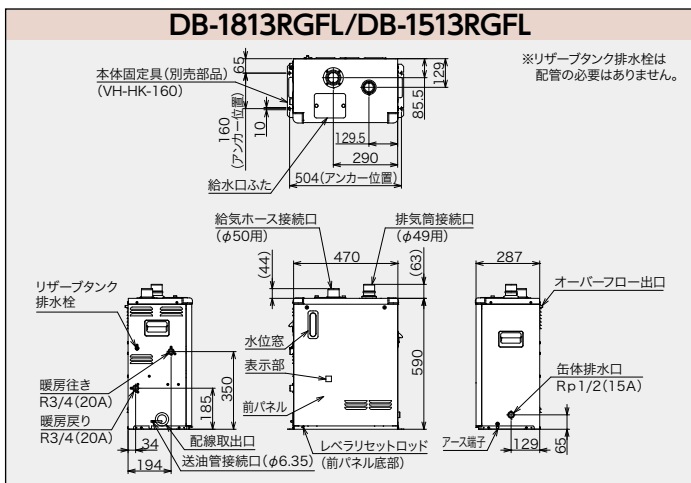 DB-1813RGFL/DB-1513RGFL
※リザーブタンク排水栓は
配管の必要はありません。
本体固定具(別売部品)
(VH-HK-160)
65
160
(アンカー位置)
10
129
85.5
129.5
290
504(アンカー位置)
給水口ふた
給気ホース接続口
(φ50用)
排気筒接続口
(φ49用)
(44)
470
(63)
287
リザーブタンク
排水栓
オーバーフロー出口
水位窓
表示部
前パネル
590
暖房往き
R3/4(20A)
暖房戻り
R3/4(20A)
350
185
缶体排水口
Rp1/2(15A)
34
配線取出口
194
送油管接続口(φ6.35)
レベラリセットロッド
(前パネル底部)
アース端子
129
65